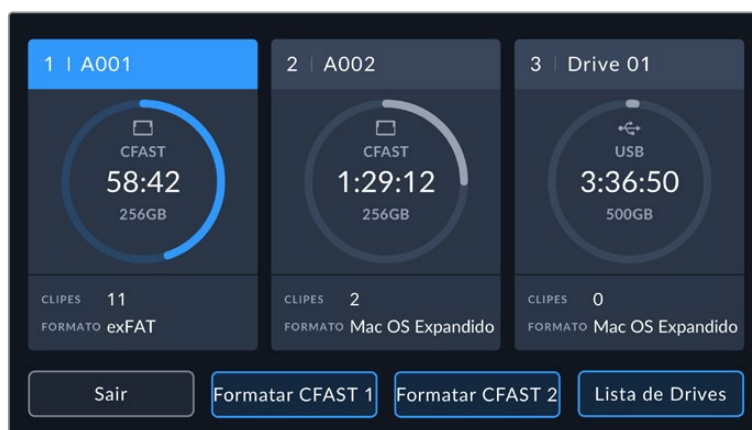 1 | A001
CFAST
58:42
256GB
CLIPES 11
FORMATO exFAT
2 | A002
CFAST
1:29:12
256GB
CLIPES 2
FORMATO Mac OS Expandido
3 | Drive 01
USB
3:36:50
500GB
CLIPES 0
FORMATO Mac OS Expandido
Sair
Formatar CFAST 1
Formatar CFAST 2
Lista de Drives